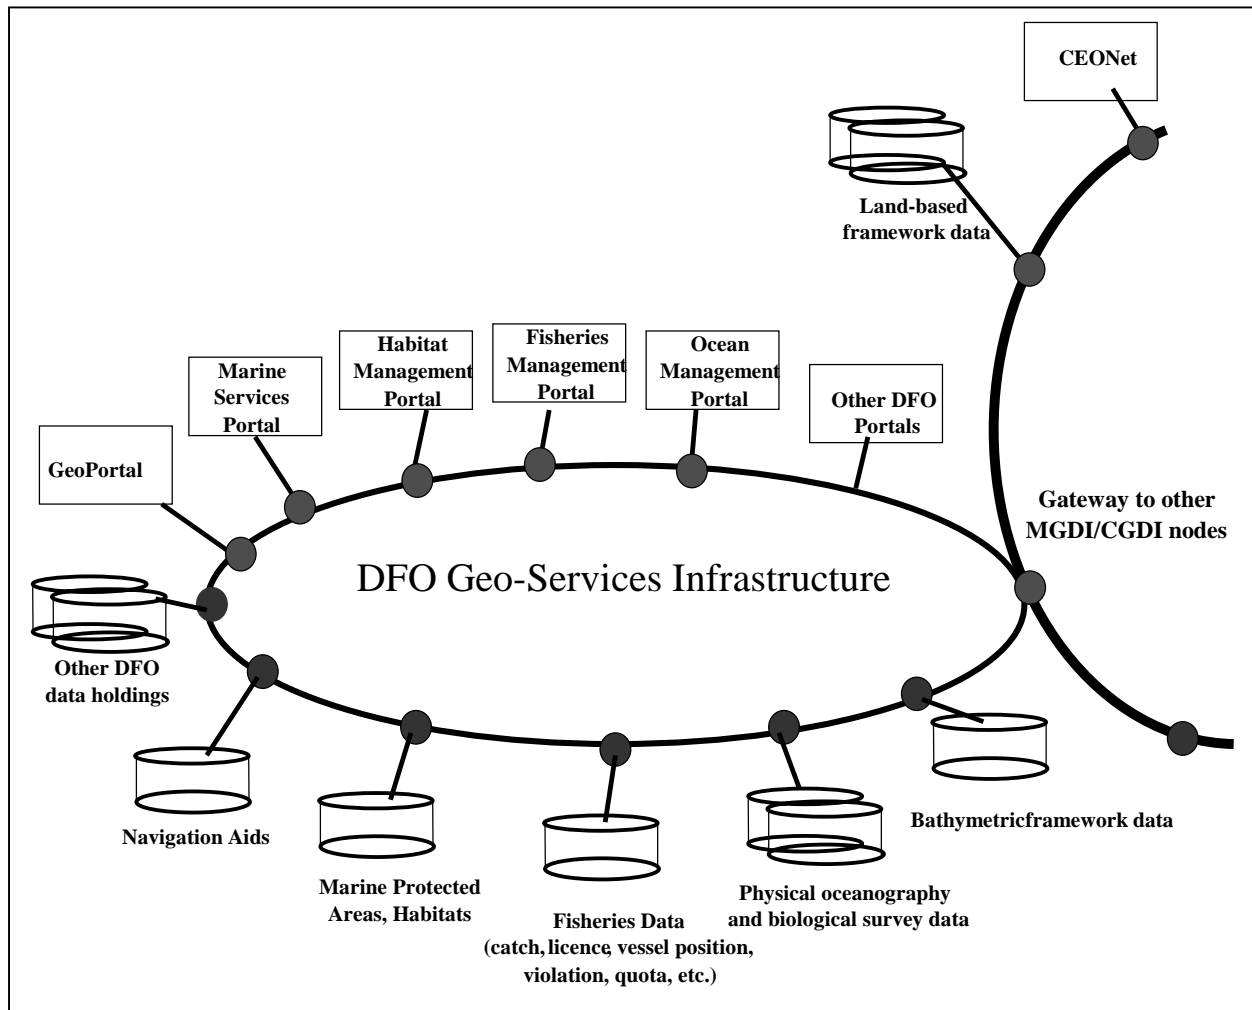 CEONet
Land-based
framework data
Habitat
Management
Portal
Fisheries
Management
Portal
Ocean
Management
Portal
Marine
Services
Portal
Other DFO
Portals
GeoPortal
Gateway to other
MGDI/CGDI nodes
DFO Geo-Services Infrastructure
Other DFO
data holdings
Navigation Aids
Bathymetricframework data
Marine Protected
Areas, Habitats
Physical oceanography
and biological survey data
Fisheries Data
(catch, licence, vessel position,
violation, quota, etc.)